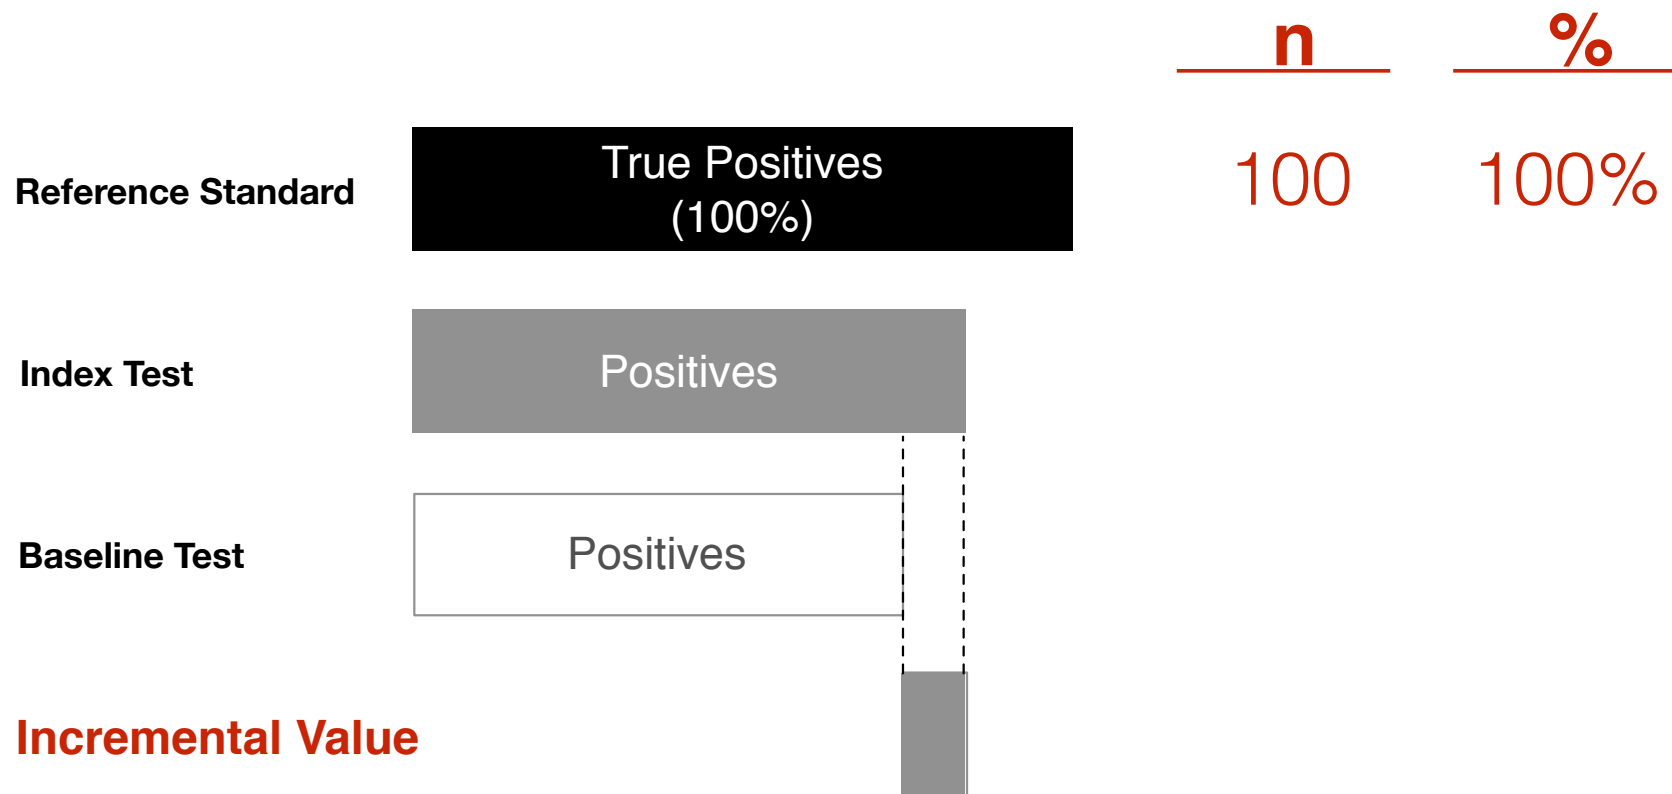 n %
Reference Standard True Positives 100 100%
(100%)
Index Test Positives
Baseline Test Positives
Incremental Value